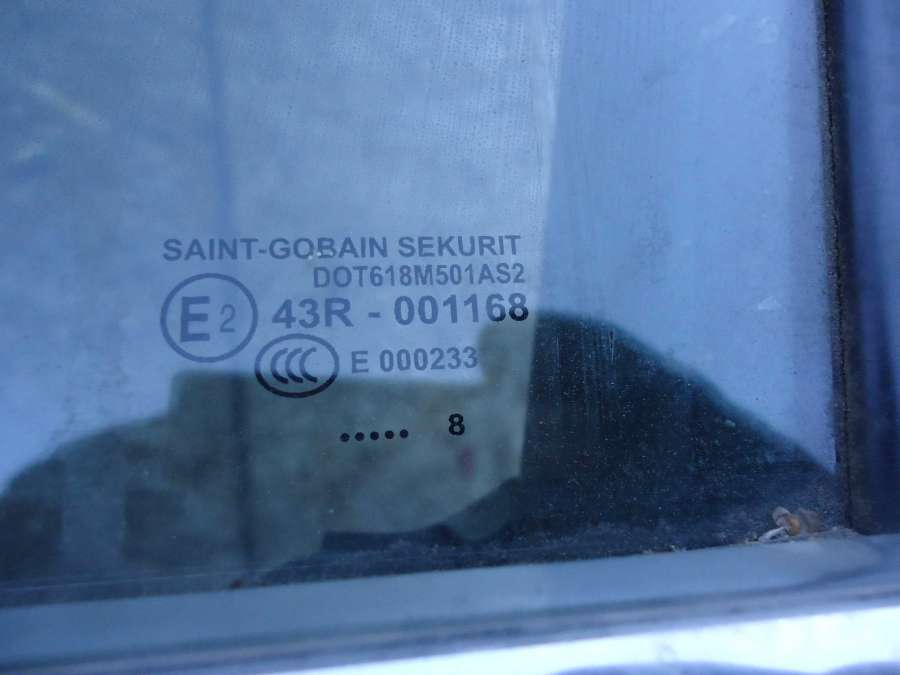 SAINT-GOBAIN SEKURIT
DOT618M501AS2
E2 43R - 001168
CCC E 000233
..... 8